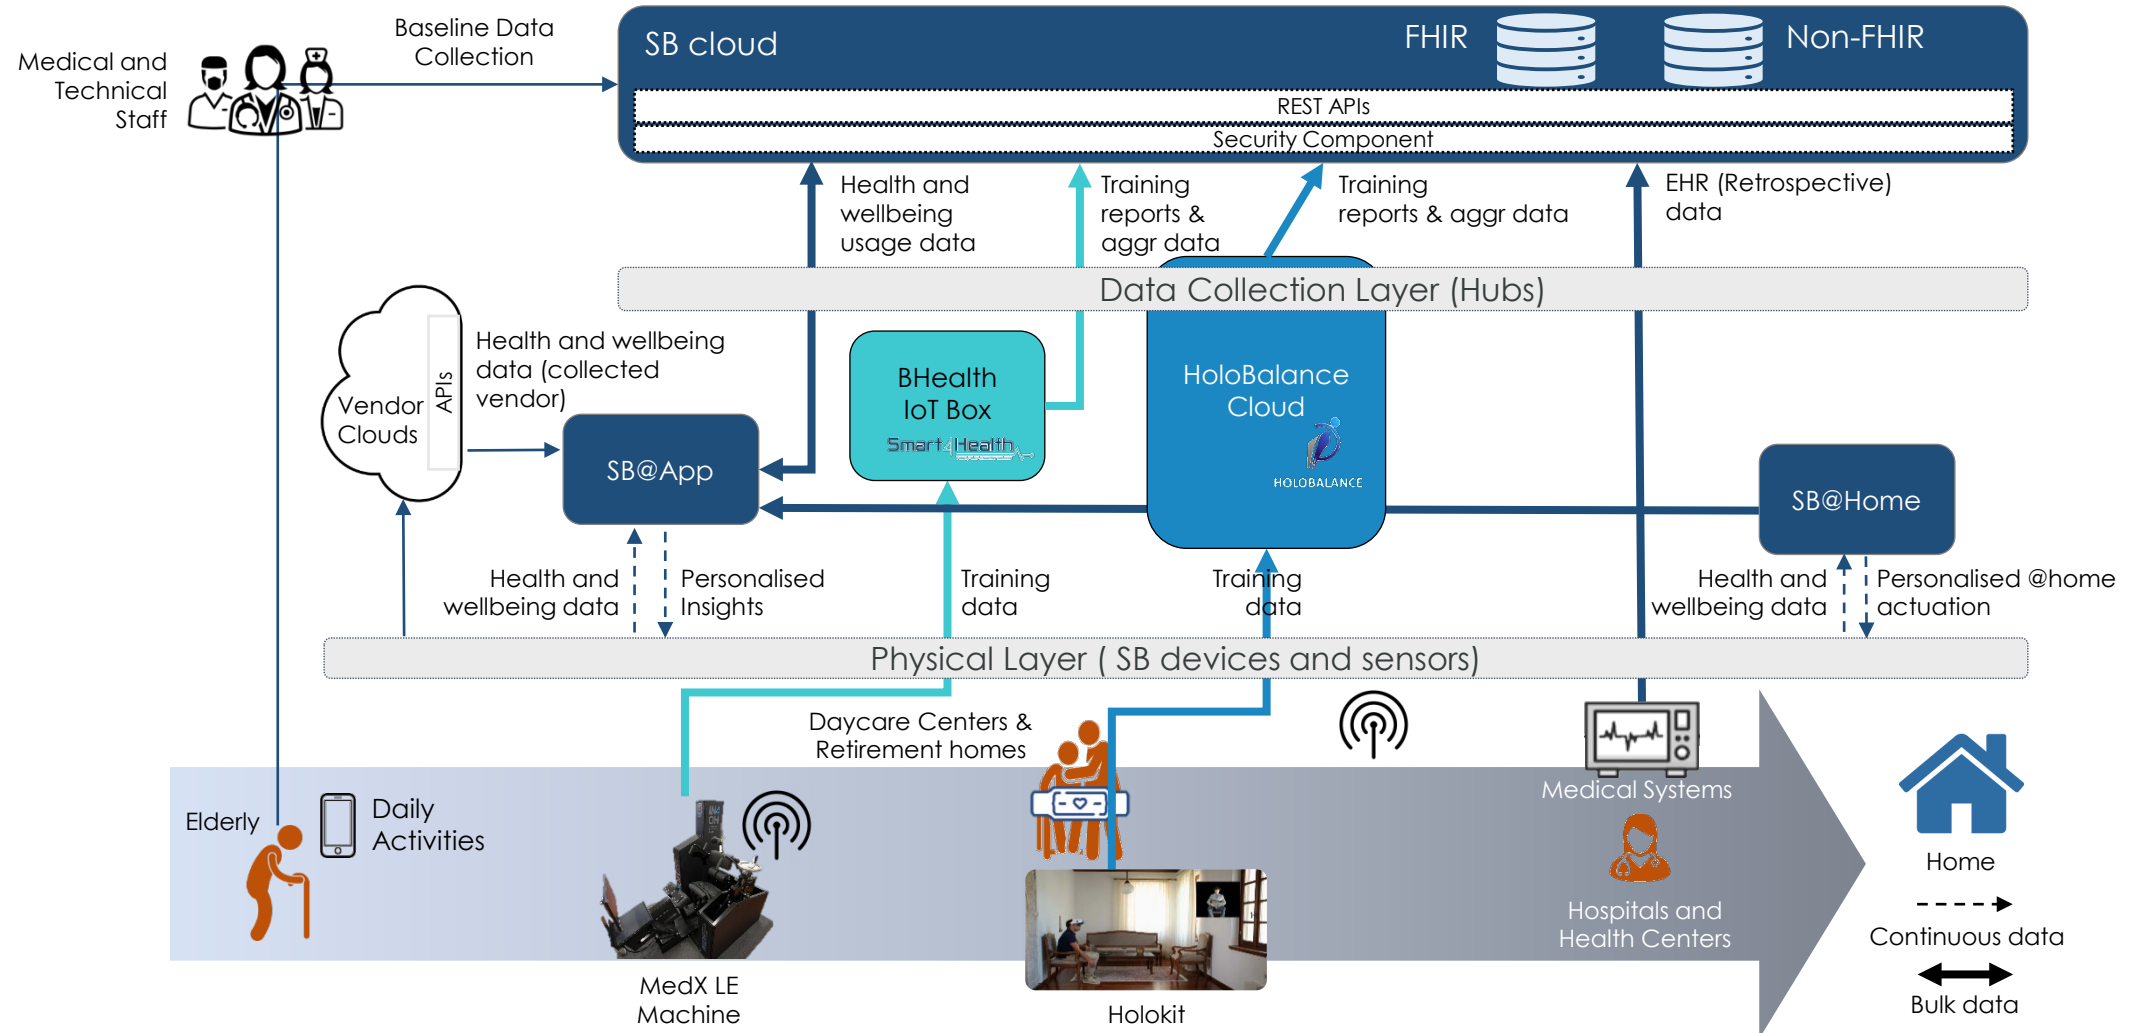 Baseline Data
Collection
Medical and
Technical
Staff
SB cloud
FHIR
Non-FHIR
REST APIs
Security Component
Health and
wellbeing
usage data
Training
reports &
aggr data
Training
reports & aggr data
EHR (Retrospective)
data
Data Collection Layer (Hubs)
Vendor
Clouds
APIs
Health and wellbeing
data (collected
vendor)
SB@App
BHealth
IoT Box
Smart4Health
HoloBalance
Cloud
HOLOBALANCE
SB@Home
Health and
wellbeing data
Personalised
Insights
Training
data
Training
data
Health and
wellbeing data
Personalised @home
actuation
Physical Layer ( SB devices and sensors)
Daycare Centers &
Retirement homes
Elderly
Daily
Activities
Medical Systems
Hospitals and
Health Centers
Home
Continuous data
Bulk data
MedX LE
Machine
Holokit